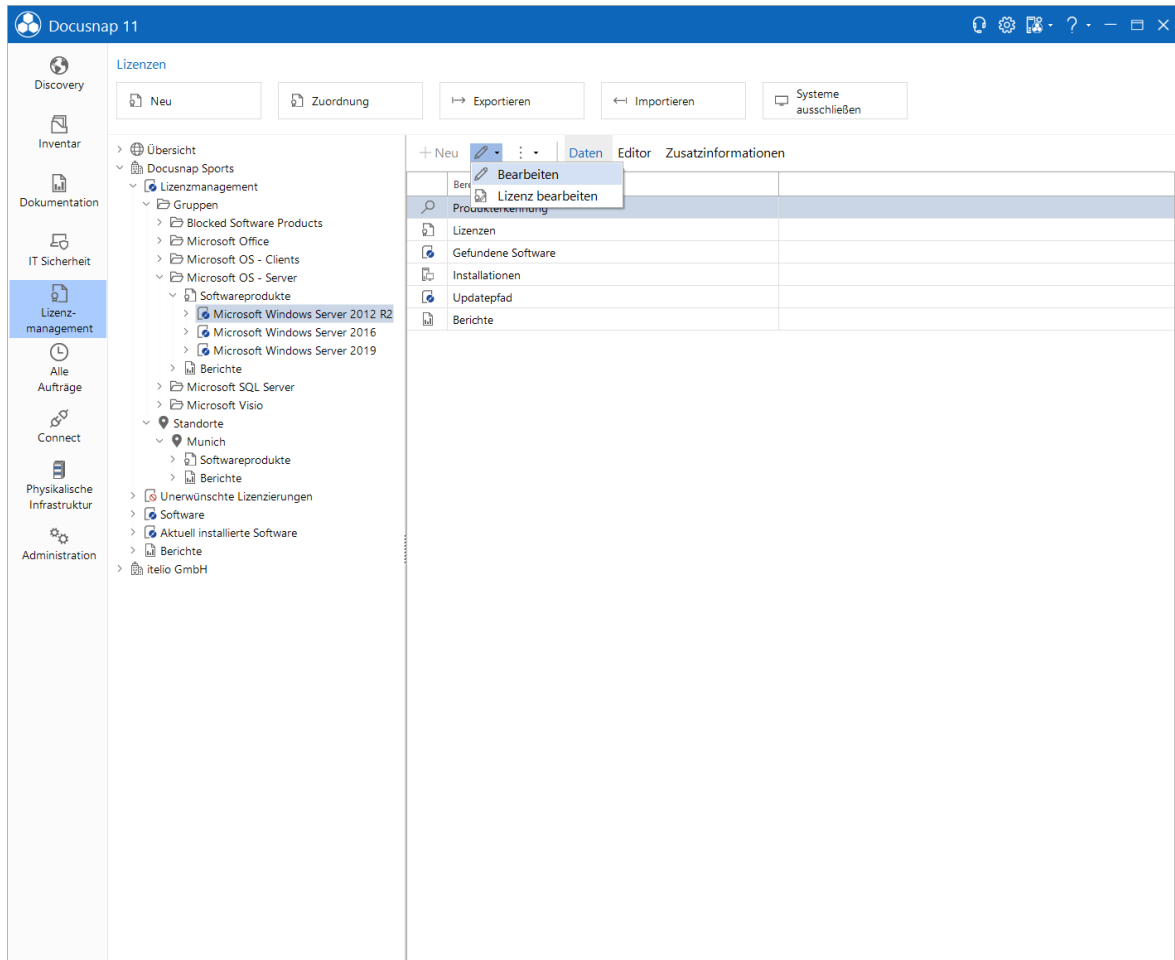 Docusnap 11
Discovery
Inventar
Dokumentation
IT Sicherheit
Lizenz-
management
Alle
Aufträge
Connect
Physikalische
Infrastruktur
Administration
Lizenzen
Neu
Zuordnung
Exportieren
Importieren
Systeme
ausschließen
Übersicht
Docusnap Sports
Lizenzmanagement
Gruppen
Blocked Software Products
Microsoft Office
Microsoft OS - Clients
Microsoft OS - Server
Softwareprodukte
Microsoft Windows Server 2012 R2
Microsoft Windows Server 2016
Microsoft Windows Server 2019
Berichte
Microsoft SQL Server
Microsoft Visio
Standorte
Munich
Softwareprodukte
Berichte
Unerwünschte Lizenzierungen
Software
Aktuell installierte Software
Berichte
itelio GmbH
Neu
Daten Editor Zusatzinformationen
Bearbeiten
Lizenz bearbeiten
Produkterkennung
Lizenzen
Gefundene Software
Installationen
Updatepfad
Berichte